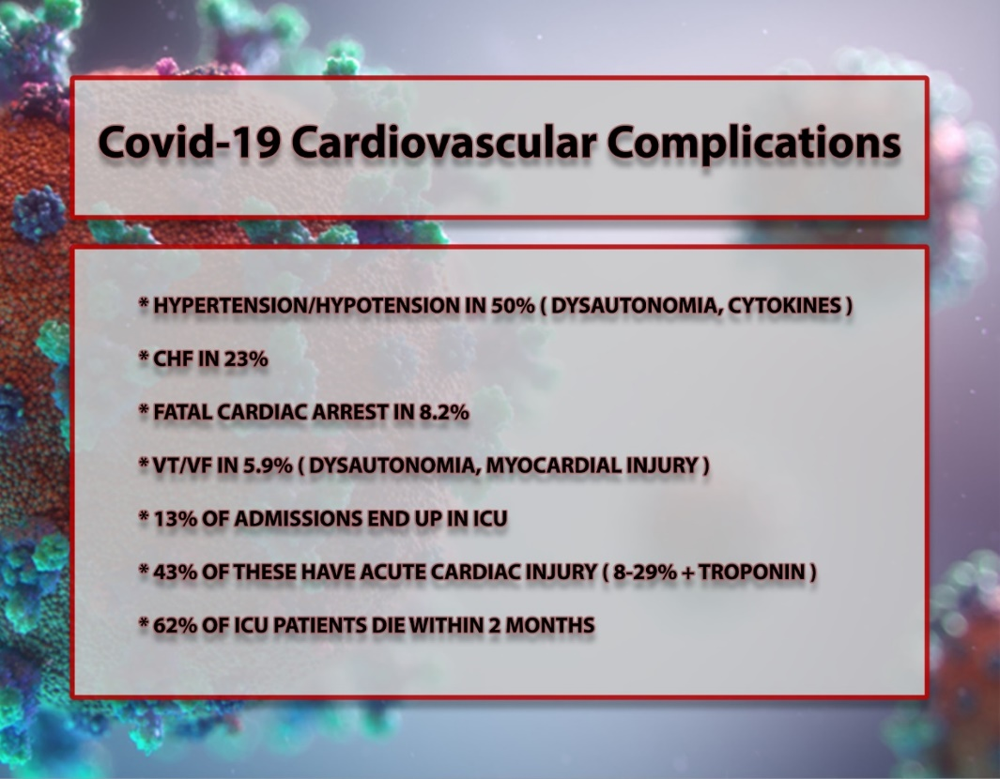 Covid-19 Cardiovascular Complications
* HYPERTENSION/HYPOTENSION IN 50% ( DYSAUTONOMIA, CYTOKINES )
* CHF IN 23%
* FATAL CARDIAC ARREST IN 8.2%
* VT/VF IN 5.9% ( DYSAUTONOMIA, MYOCARDIAL INJURY )
* 13% OF ADMISSIONS END UP IN ICU
* 43% OF THESE HAVE ACUTE CARDIAC INJURY ( 8-29% + TROPONIN )
* 62% OF ICU PATIENTS DIE WITHIN 2 MONTHS